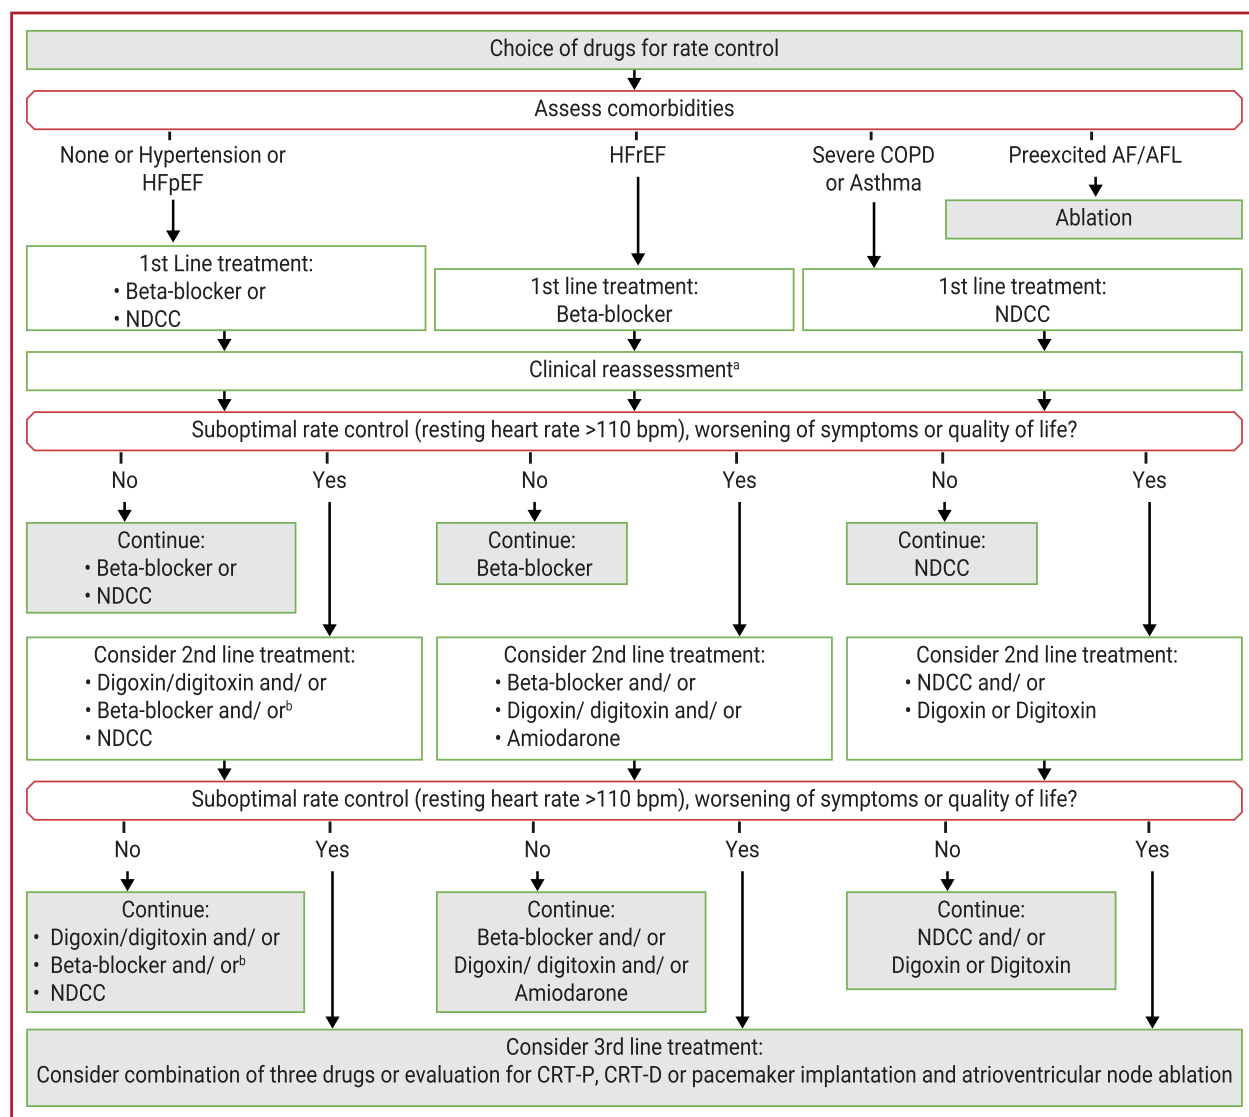 Choice of drugs for rate control
Assess comorbidities
None or Hypertension or
HFpEF
HFrEF
Severe COPD
or Asthma
Preexcited AF/AFL
Ablation
1st Line treatment:
• Beta-blocker or
• NDCC
1st line treatment:
Beta-blocker
1st line treatment:
NDCC
Clinical reassessmentᵃ
Suboptimal rate control (resting heart rate >110 bpm), worsening of symptoms or quality of life?
No
Yes
No
Yes
No
Yes
Continue:
• Beta-blocker or
• NDCC
Continue:
Beta-blocker
Continue:
NDCC
Consider 2nd line treatment:
• Digoxin/digitoxin and/ or
• Beta-blocker and/ orᵇ
• NDCC
Consider 2nd line treatment:
• Beta-blocker and/ or
• Digoxin/ digitoxin and/ or
• Amiodarone
Consider 2nd line treatment:
• NDCC and/ or
• Digoxin or Digitoxin
Suboptimal rate control (resting heart rate >110 bpm), worsening of symptoms or quality of life?
No
Yes
No
Yes
No
Yes
Continue:
• Digoxin/digitoxin and/ or
• Beta-blocker and/ orᵇ
• NDCC
Continue:
Beta-blocker and/ or
Digoxin/ digitoxin and/ or
Amiodarone
Continue:
NDCC and/ or
Digoxin or Digitoxin
Consider 3rd line treatment:
Consider combination of three drugs or evaluation for CRT-P, CRT-D or pacemaker implantation and atrioventricular node ablation